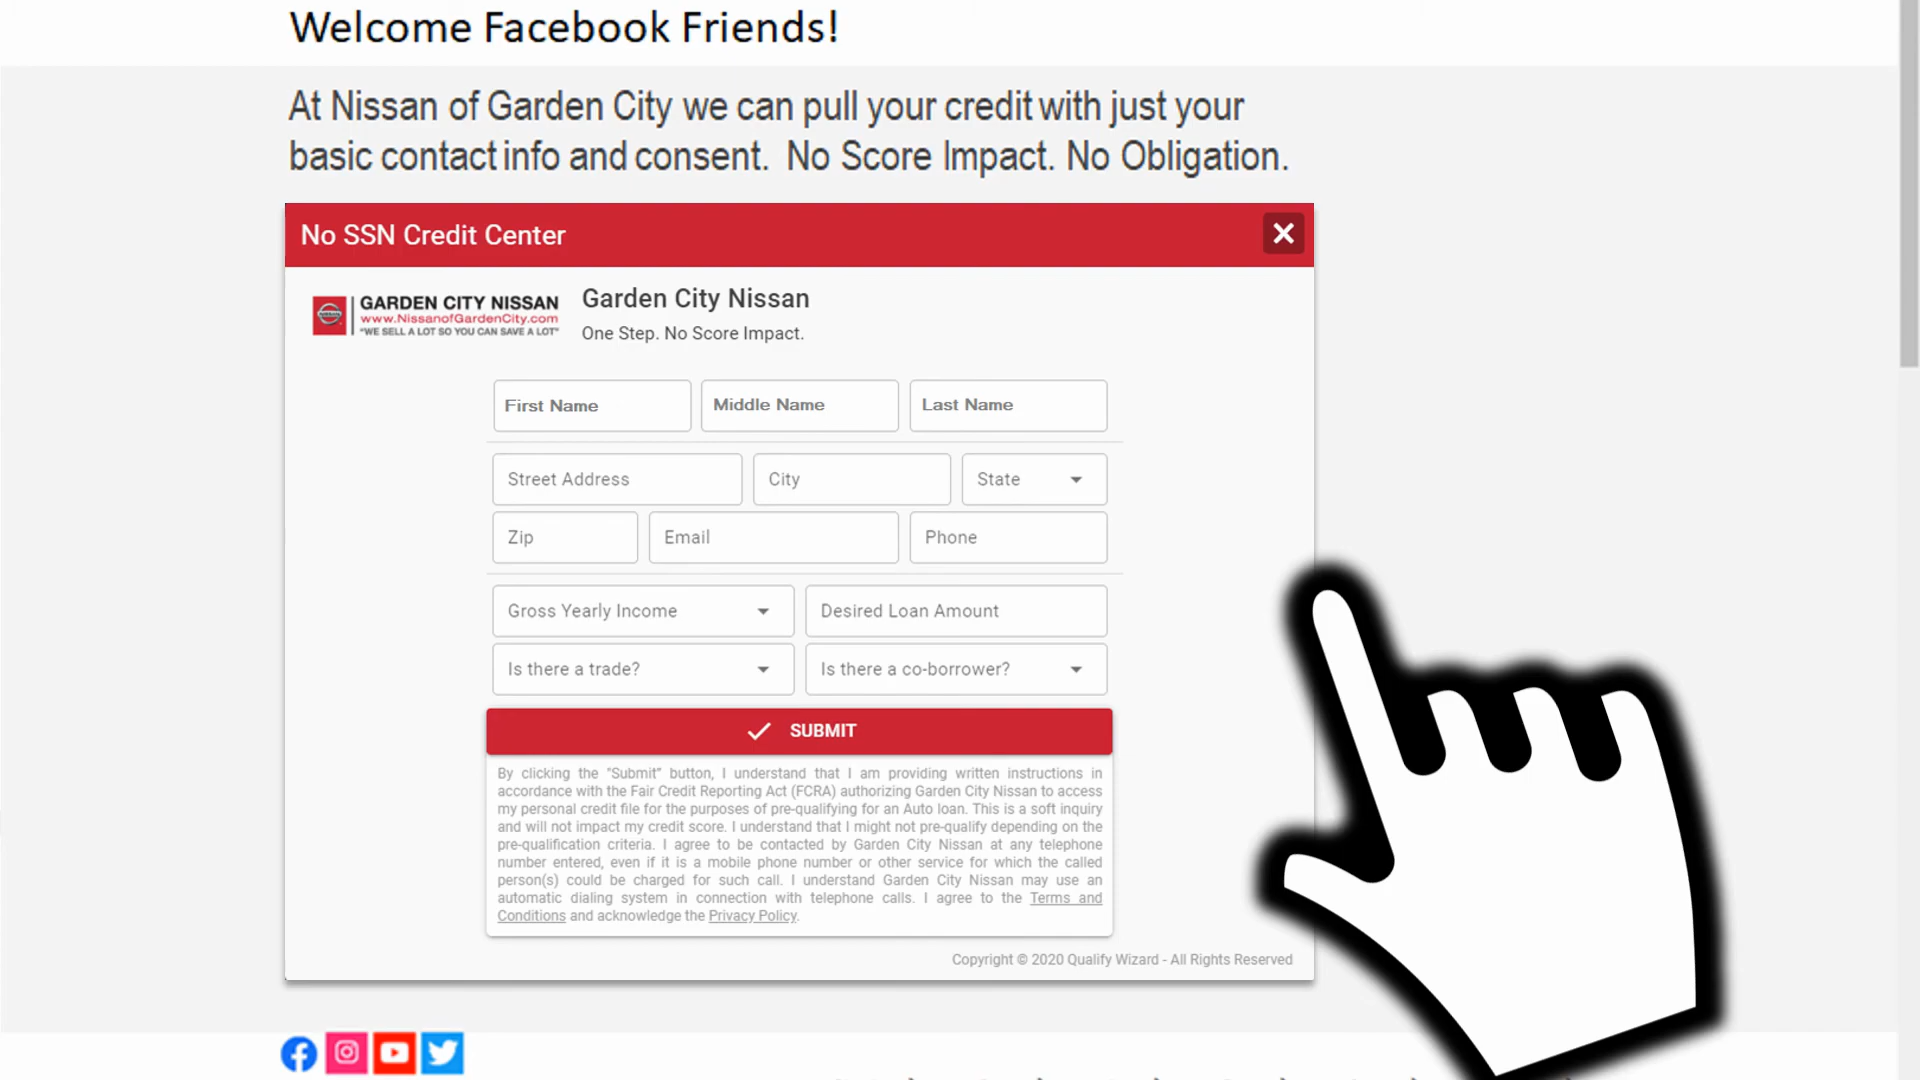 Welcome Facebook Friends!
At Nissan of Garden City we can pull your credit with just your
basic contact info and consent. No Score Impact. No Obligation.
No SSN Credit Center
GARDEN CITY NISSAN
www.NissanofGardenCity.com
"WE SELL A LOT SO YOU CAN SAVE A LOT"
Garden City Nissan
One Step. No Score Impact.
First Name Middle Name Last Name
Street Address City State
Zip Email Phone
Gross Yearly Income Desired Loan Amount
Is there a trade? Is there a co-borrower?
SUBMIT
By clicking the "Submit" button, I understand that I am providing written instructions in
accordance with the Fair Credit Reporting Act (FCRA) authorizing Garden City Nissan to access
my personal credit file for the purposes of pre-qualifying for an Auto loan. This is a soft inquiry
and will not impact my credit score. I understand that I might not pre-qualify depending on the
pre-qualification criteria. I agree to be contacted by Garden City Nissan at any telephone
number entered, even if it is a mobile phone number or other service for which the called
person(s) could be charged for such call. I understand Garden City Nissan may use an
automatic dialing system in connection with telephone calls. I agree to the Terms and
Conditions and acknowledge the Privacy Policy.
Copyright © 2020 Qualify Wizard - All Rights Reserved